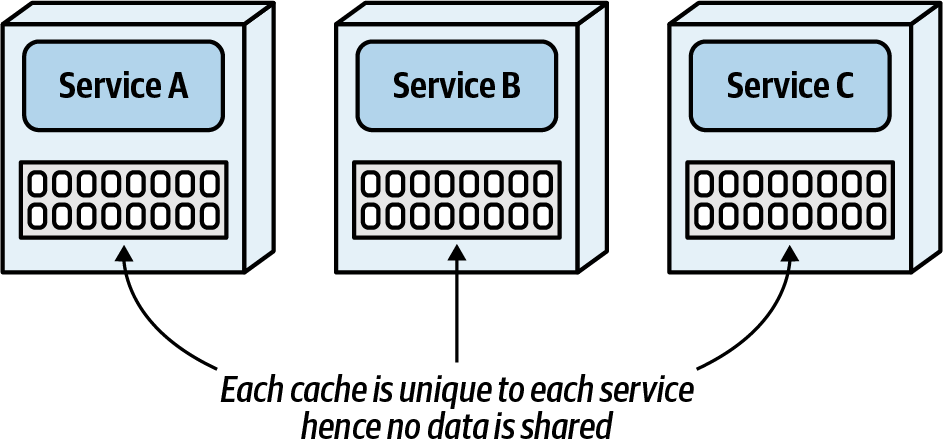 Service A
Service B
Service C
Each cache is unique to each service
hence no data is shared